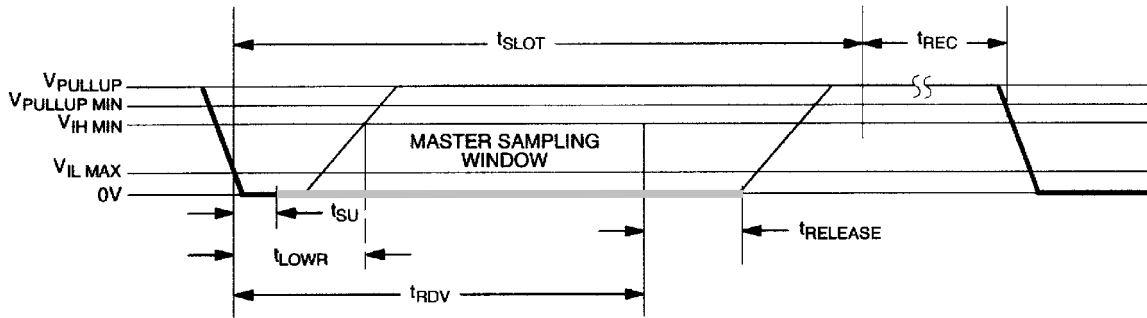 tSLOT
tREC
VPULLUP
VPULLUP MIN
VIH MIN
MASTER SAMPLING
WINDOW
VIL MAX
0V
tSU
tRELEASE
tLOWR
tRDV